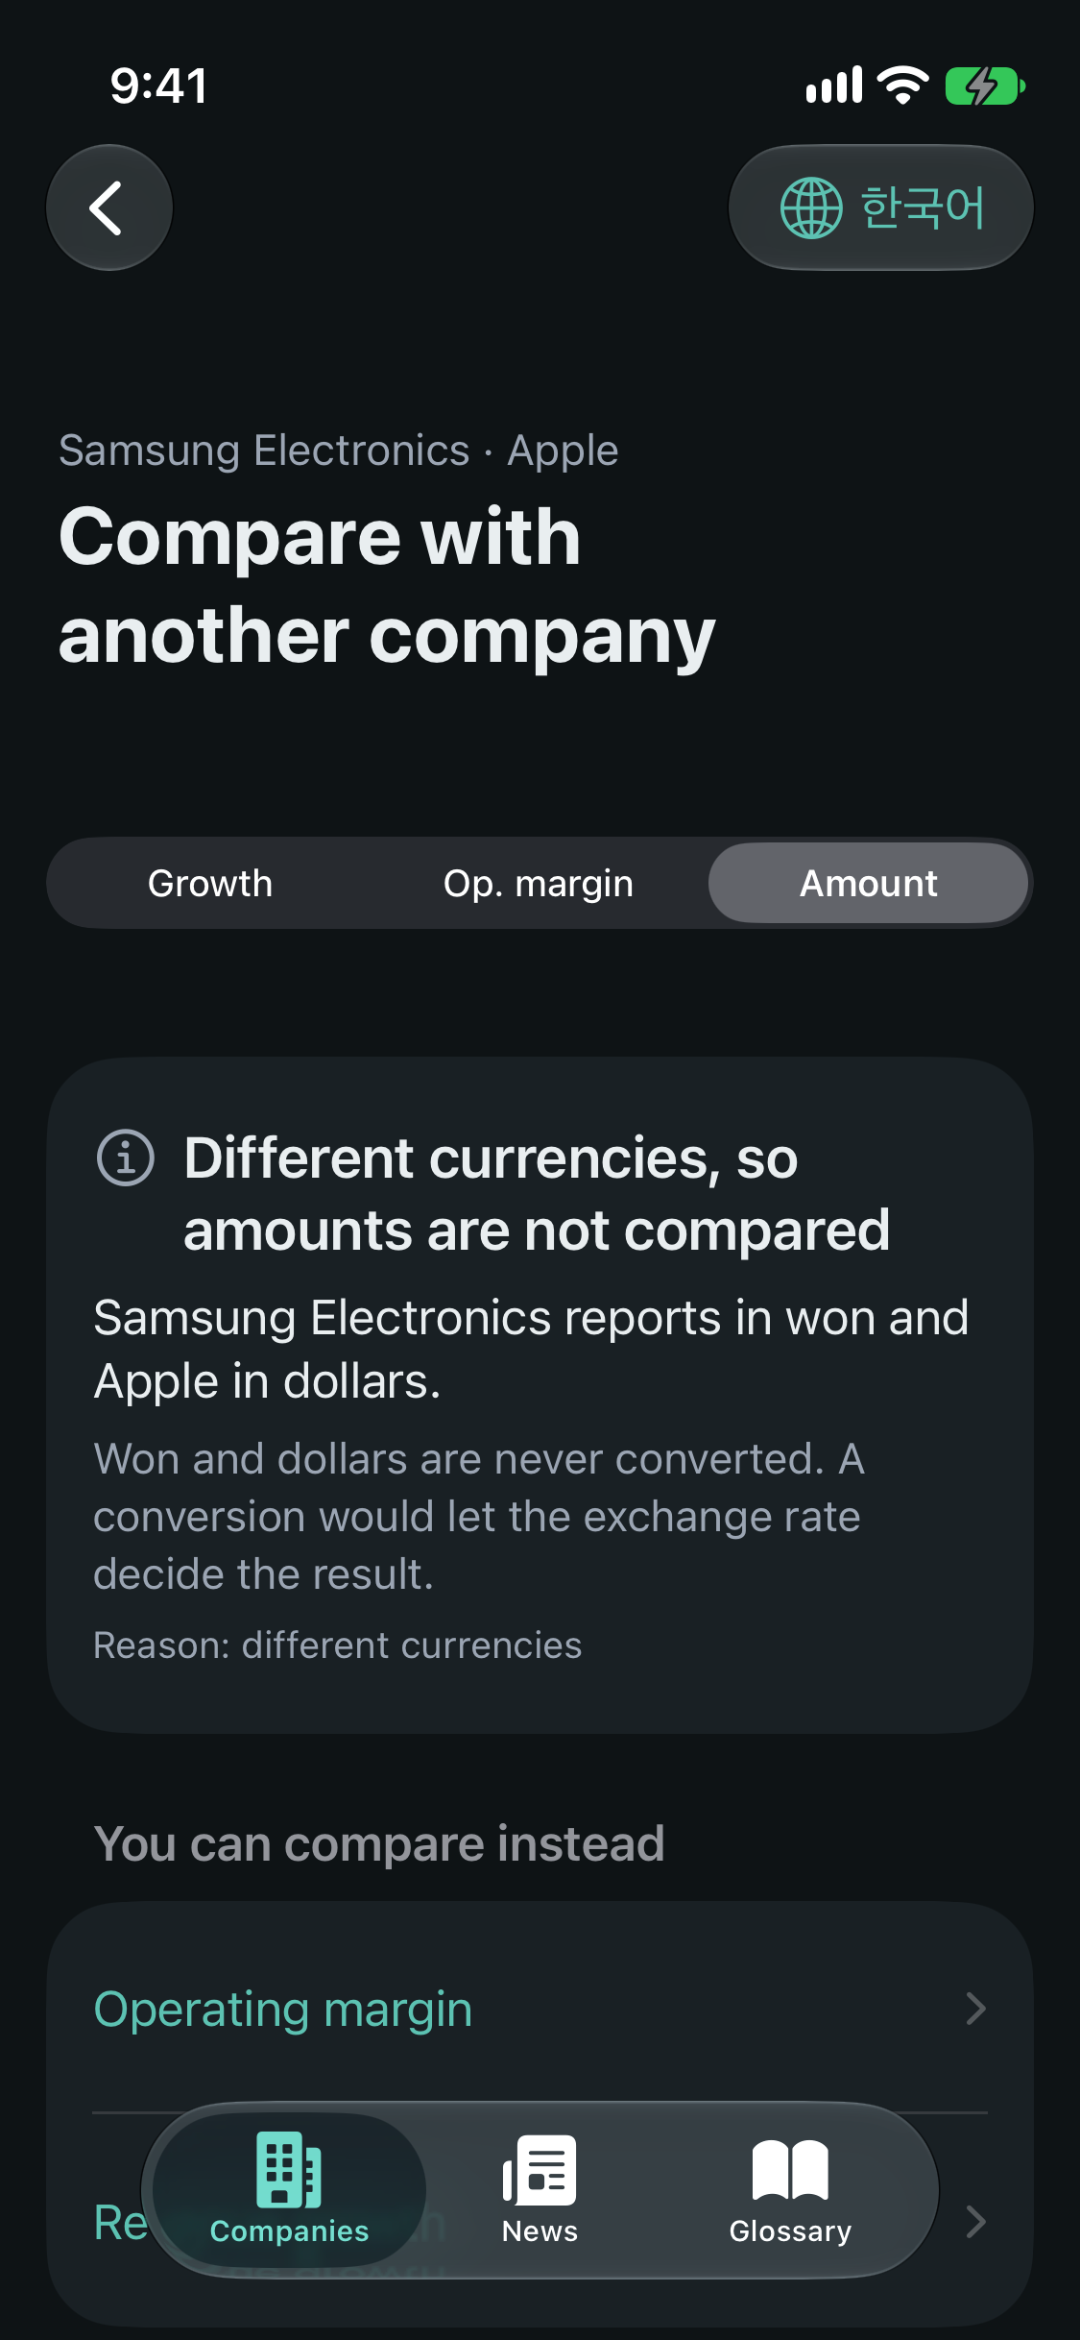 9:41
한국어
Samsung Electronics · Apple
Compare with
another company
Growth
Op. margin
Amount
Different currencies, so
amounts are not compared
Samsung Electronics reports in won and
Apple in dollars.
Won and dollars are never converted. A
conversion would let the exchange rate
decide the result.
Reason: different currencies
You can compare instead
Operating margin
Companies
News
Glossary